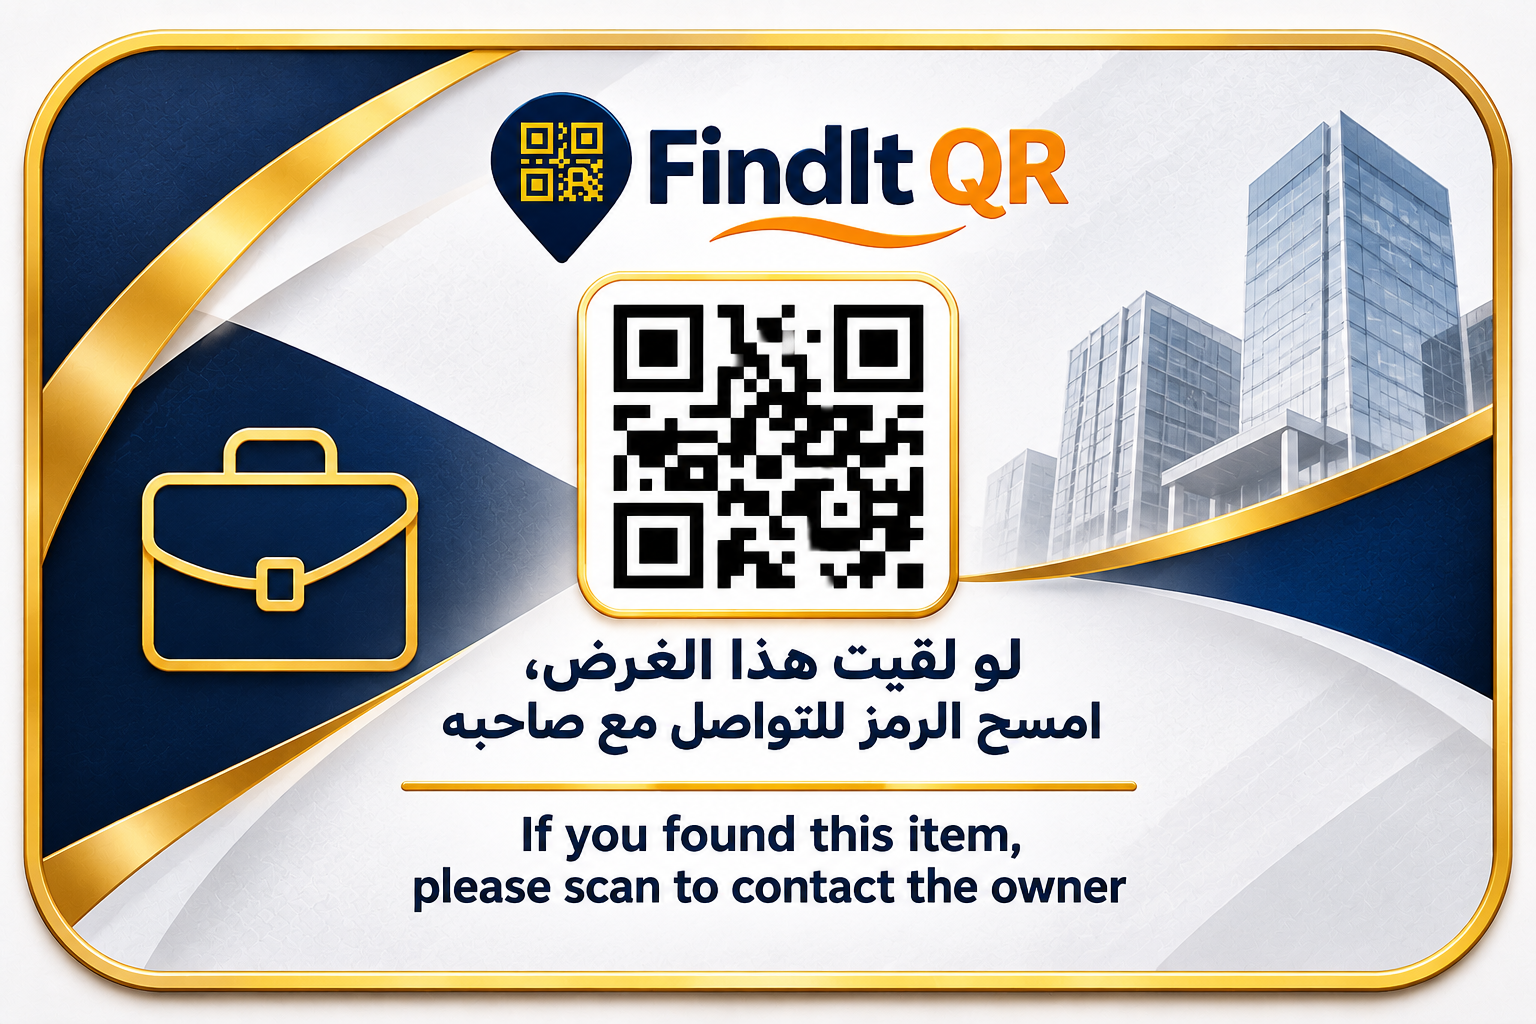 FindIt QR
لو لقيت هذا الغرض،
امسح الرمز للتواصل مع صاحبه
If you found this item,
please scan to contact the owner